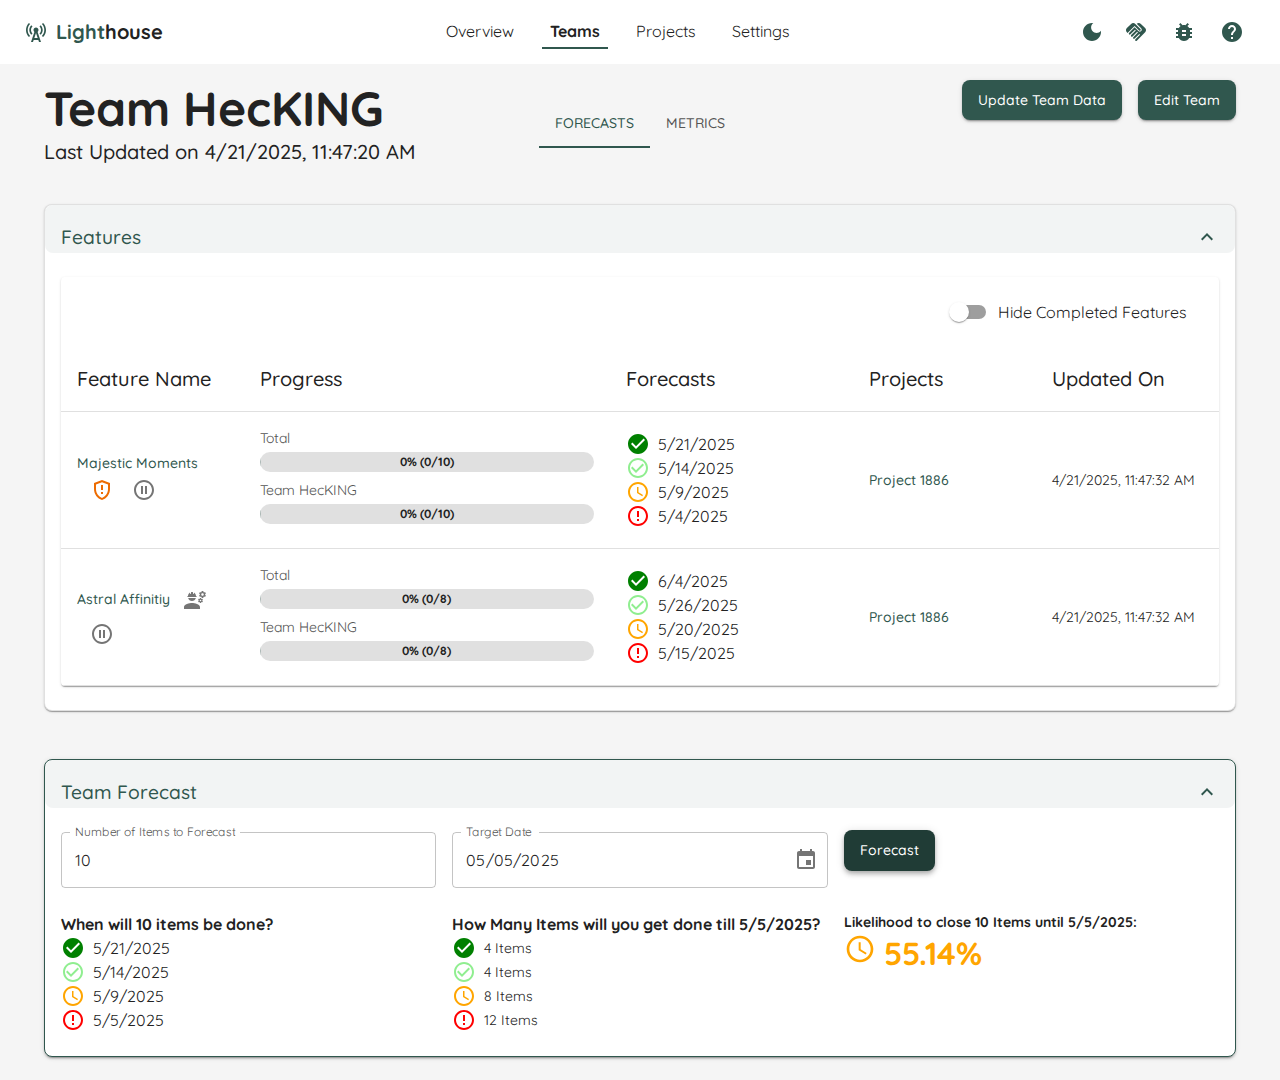 Lighthouse
Overview
Teams
Projects
Settings
Team HecKING
Last Updated on 4/21/2025, 11:47:20 AM
FORECASTS
METRICS
Update Team Data
Edit Team
Features
Hide Completed Features
Feature Name
Progress
Forecasts
Projects
Updated On
Majestic Moments
Total
0% (0/10)
Team HecKING
0% (0/10)
5/21/2025
5/14/2025
5/9/2025
5/4/2025
Project 1886
4/21/2025, 11:47:32 AM
Astral Affinitiy
Total
0% (0/8)
Team HecKING
0% (0/8)
6/4/2025
5/26/2025
5/20/2025
5/15/2025
Project 1886
4/21/2025, 11:47:32 AM
Team Forecast
Number of Items to Forecast
10
Target Date
05/05/2025
Forecast
When will 10 items be done?
5/21/2025
5/14/2025
5/9/2025
5/5/2025
How Many Items will you get done till 5/5/2025?
4 Items
4 Items
8 Items
12 Items
Likelihood to close 10 Items until 5/5/2025:
55.14%